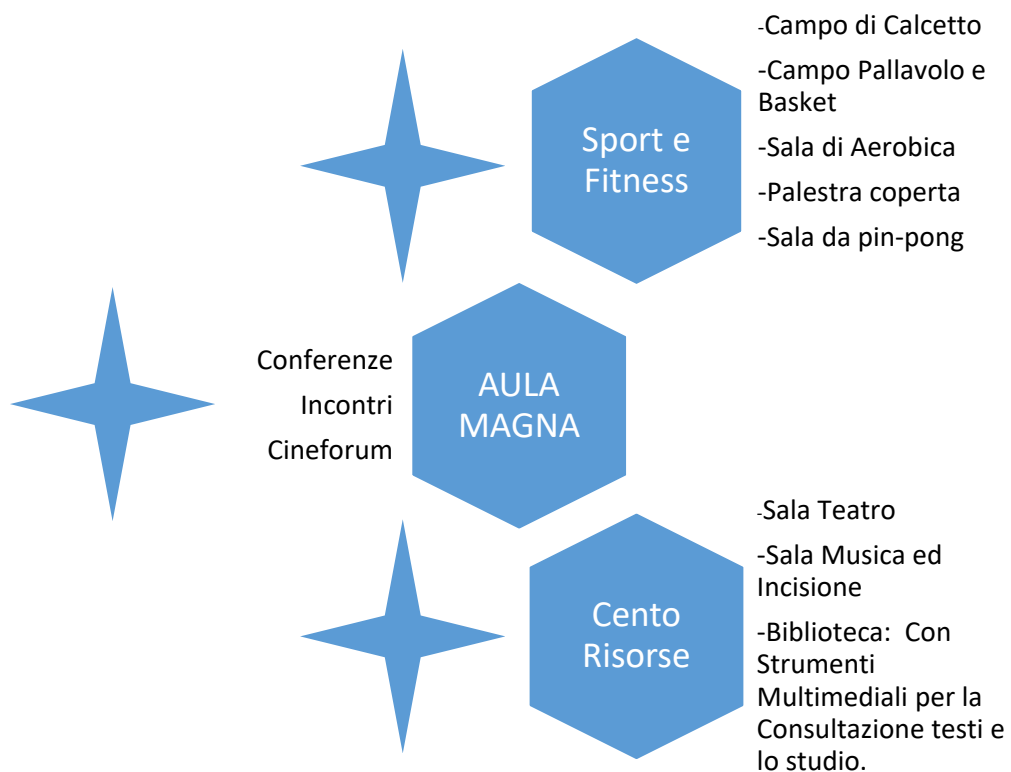 Sport e
Fitness
-Campo di Calcetto
-Campo Pallavolo e
Basket
-Sala di Aerobica
-Palestra coperta
-Sala da pin-pong
AULA
MAGNA
Conferenze
Incontri
Cineforum
Cento
Risorse
-Sala Teatro
-Sala Musica ed
Incisione
-Biblioteca: Con
Strumenti
Multimediali per la
Consultazione testi e
lo studio.